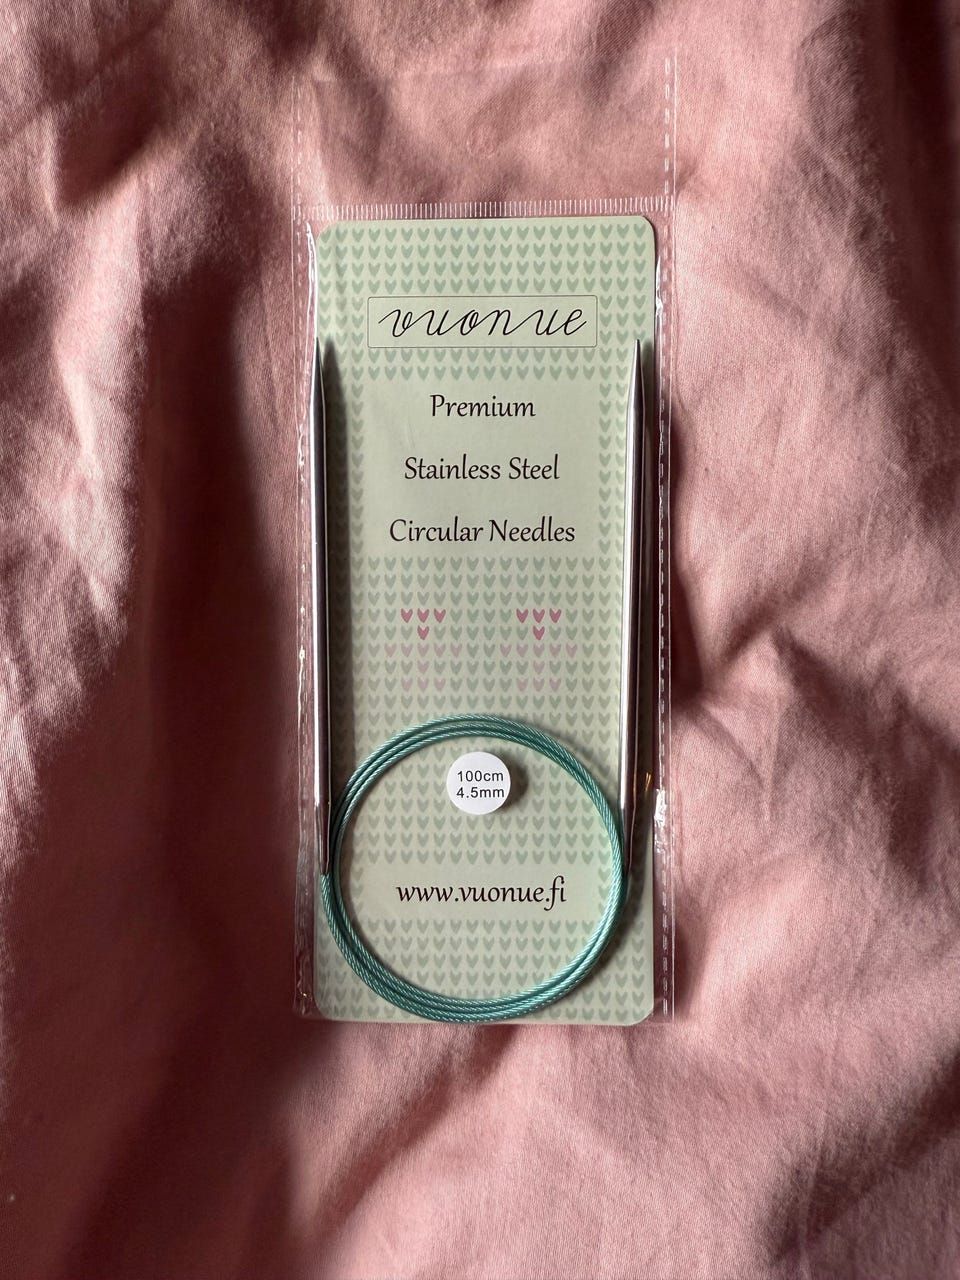 vuonue
Premium
Stainless Steel
Circular Needles
100cm
4.5mm
www.vuonue.fi